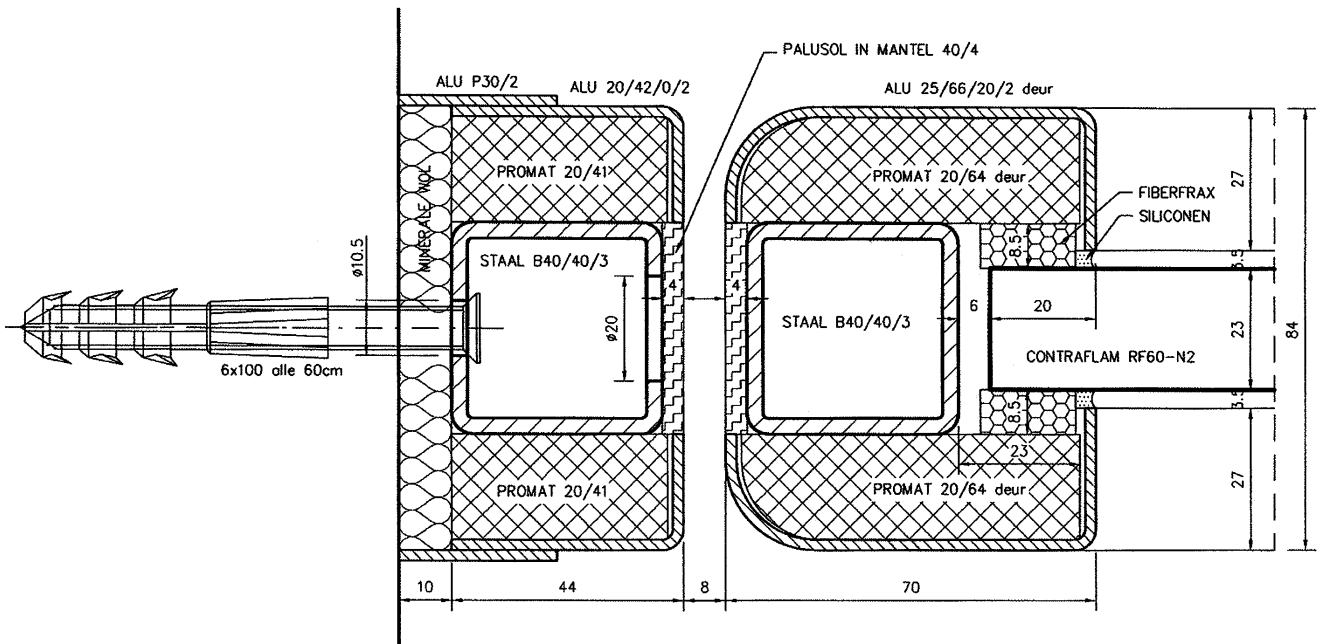 PALUSOL IN MANTEL 40/4
ALU P30/2
ALU 20/42/0/2
ALU 25/66/20/2 deur
PROMAT 20/41
PROMAT 20/64 deur
27
FIBERFRAX
SILICONEN
MINERALE WOL
8.5
3.5
ø10.5
STAAL B40/40/3
4
4
ø20
STAAL B40/40/3
6
20
23
84
CONTRAFLAM RF60-N2
6x100 alle 60cm
8.5
3.5
23
PROMAT 20/41
PROMAT 20/64 deur
27
10
44
8
70